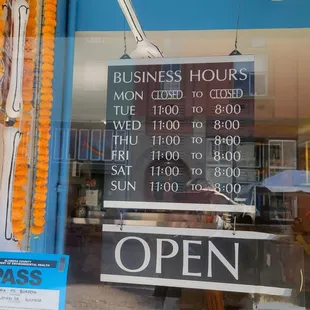 BUSINESS HOURS
MON CLOSED TO CLOSED
TUE 11:00 TO 8:00
WED 11:00 TO 8:00
THU 11:00 TO 8:00
FRI 11:00 TO 8:00
SAT 11:00 TO 8:00
SUN 11:00 TO 8:00
OPEN
PASS